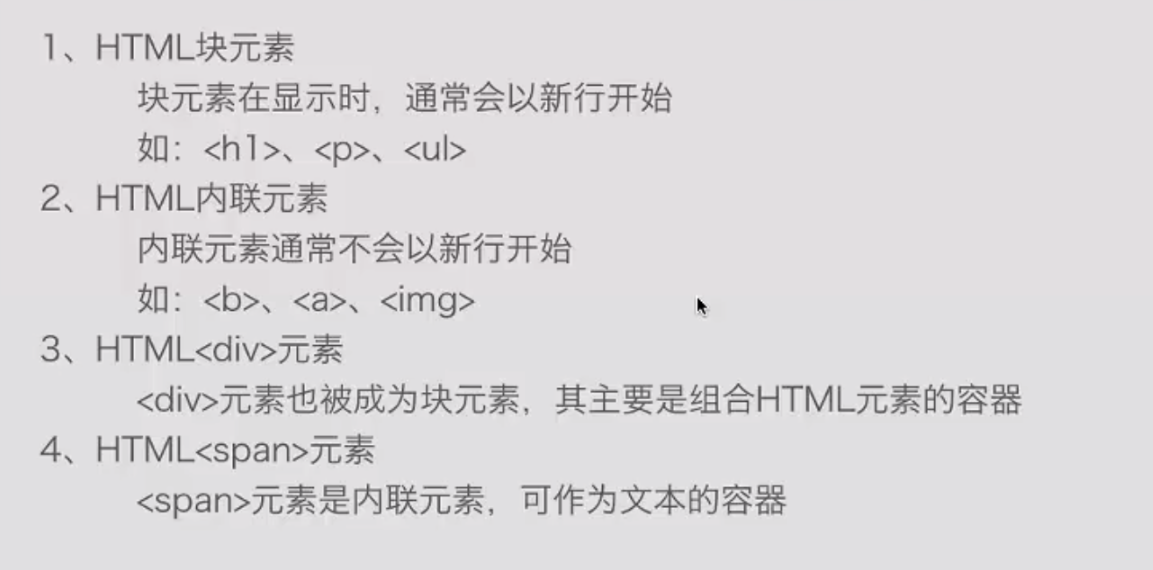 1、HTML块元素
块元素在显示时，通常会以新行开始
如：<h1>、<p>、<ul>
2、HTML内联元素
内联元素通常不会以新行开始
如：<b>、<a>、<img>
3、HTML<div>元素
<div>元素也被成为块元素，其主要是组合HTML元素的容器
4、HTML<span>元素
<span>元素是内联元素，可作为文本的容器